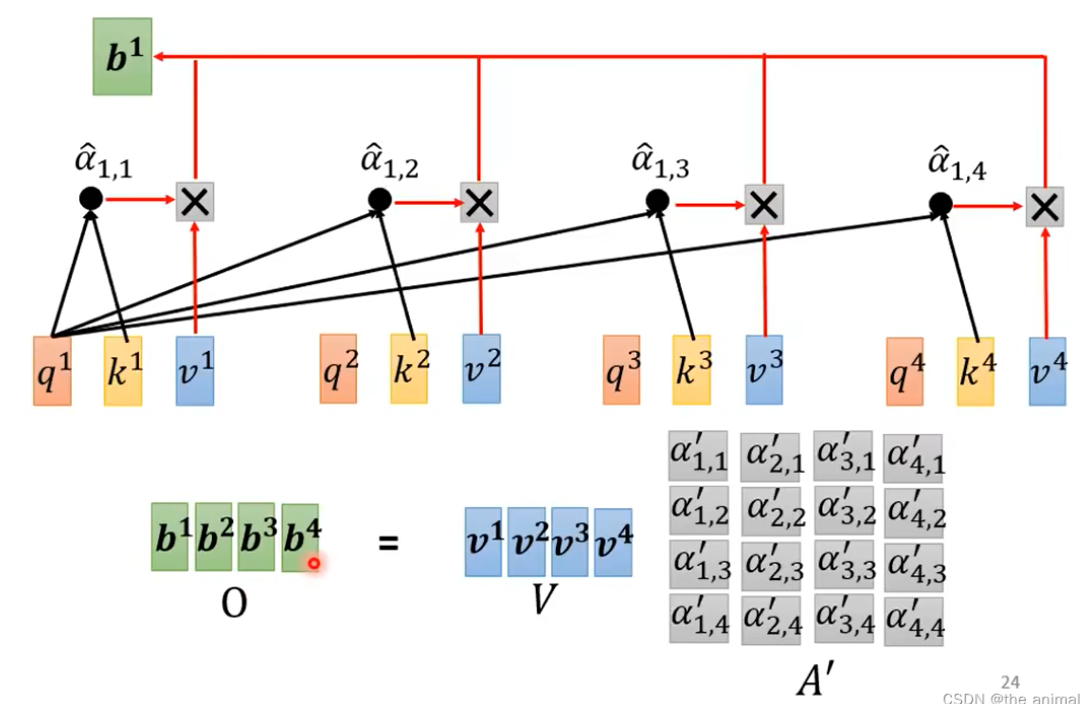 b¹
α̂₁,₁ α̂₁,₂ α̂₁,₃ α̂₁,₄
× × × ×
q¹ k¹ v¹ q² k² v² q³ k³ v³ q⁴ k⁴ v⁴
α′₁,₁ α′₂,₁ α′₃,₁ α′₄,₁
α′₁,₂ α′₂,₂ α′₃,₂ α′₄,₂
b¹ b² b³ b⁴ = v¹ v² v³ v⁴
α′₁,₃ α′₂,₃ α′₃,₃ α′₄,₃
O V
α′₁,₄ α′₂,₄ α′₃,₄ α′₄,₄
A′
24
CSDN @the_animal